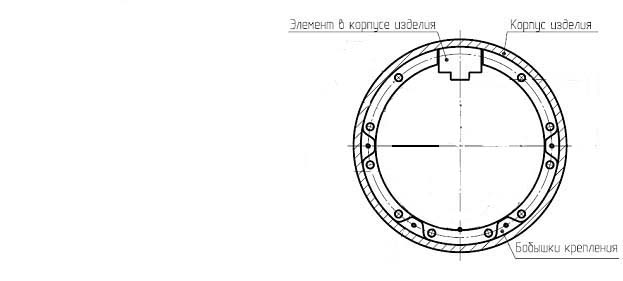 Элемент в корпусе изделия
Корпус изделия
Бобышки крепления